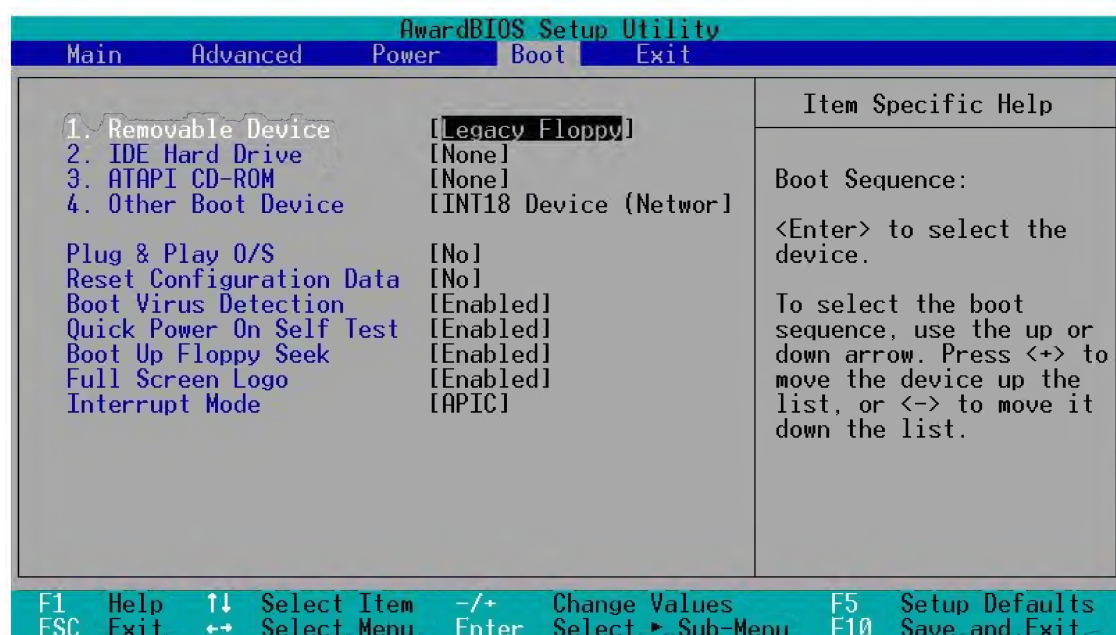 AwardBIOS Setup Utility
Main Advanced Power Boot Exit
1. Removable Device [Legacy Floppy]
2. IDE Hard Drive [None]
3. ATAPI CD-ROM [None]
4. Other Boot Device [INT18 Device (Networ]
Plug & Play O/S [No]
Reset Configuration Data [No]
Boot Virus Detection [Enabled]
Quick Power On Self Test [Enabled]
Boot Up Floppy Seek [Enabled]
Full Screen Logo [Enabled]
Interrupt Mode [APIC]
Item Specific Help
Boot Sequence:
<Enter> to select the
device.
To select the boot
sequence, use the up or
down arrow. Press <+> to
move the device up the
list, or <-> to move it
down the list.
F1 Help ↑↓ Select Item -/+ Change Values F5 Setup Defaults
ESC Exit ←→ Select Menu Enter Select ► Sub-Menu F10 Save and Exit